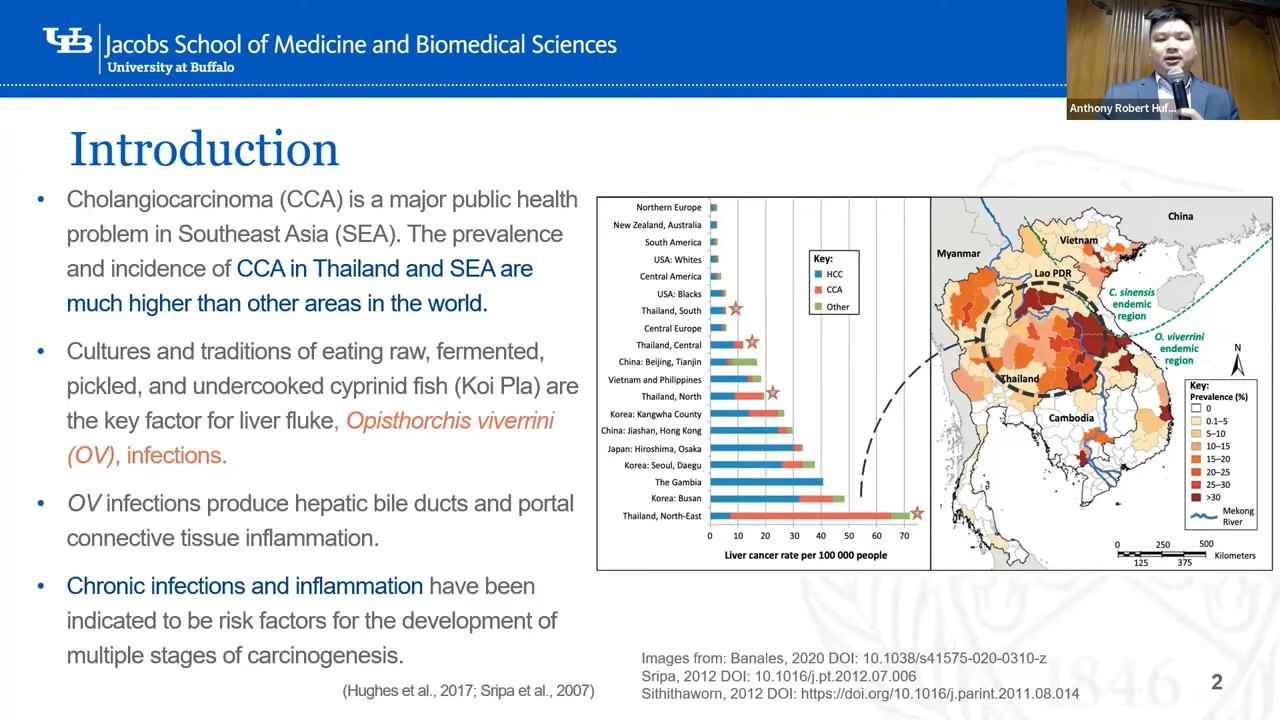 UB
Jacobs School of Medicine and Biomedical Sciences
University at Buffalo
Anthony Robert Huf...
Introduction
• Cholangiocarcinoma (CCA) is a major public health
problem in Southeast Asia (SEA). The prevalence
and incidence of CCA in Thailand and SEA are
much higher than other areas in the world.
• Cultures and traditions of eating raw, fermented,
pickled, and undercooked cyprinid fish (Koi Pla) are
the key factor for liver fluke, Opisthorchis viverrini
(OV), infections.
• OV infections produce hepatic bile ducts and portal
connective tissue inflammation.
• Chronic infections and inflammation have been
indicated to be risk factors for the development of
multiple stages of carcinogenesis.
(Hughes et al., 2017; Sripa et al., 2007)
Northern Europe
New Zealand, Australia
South America
USA: Whites
Central America
USA: Blacks
Thailand, South
Central Europe
Thailand, Central
China: Beijing, Tianjin
Vietnam and Philippines
Thailand, North
Korea: Kangwha County
China: Jiashan, Hong Kong
Japan: Hiroshima, Osaka
Korea: Seoul, Daegu
The Gambia
Korea: Busan
Thailand, North-East
0 10 20 30 40 50 60 70
Liver cancer rate per 100 000 people
Key:
HCC
CCA
Other
China
Vietnam
Myanmar
Lao PDR
C. sinensis
endemic
region
O. viverrini
endemic
region
Thailand
Cambodia
N
Key:
Prevalence (%)
0
0.1–5
5–10
10–15
15–20
20–25
25–30
>30
Mekong
River
0 250 500
Kilometers
125 375
Images from: Banales, 2020 DOI: 10.1038/s41575-020-0310-z
Sripa, 2012 DOI: 10.1016/j.pt.2012.07.006
Sithithaworn, 2012 DOI: https://doi.org/10.1016/j.parint.2011.08.014
1846
2